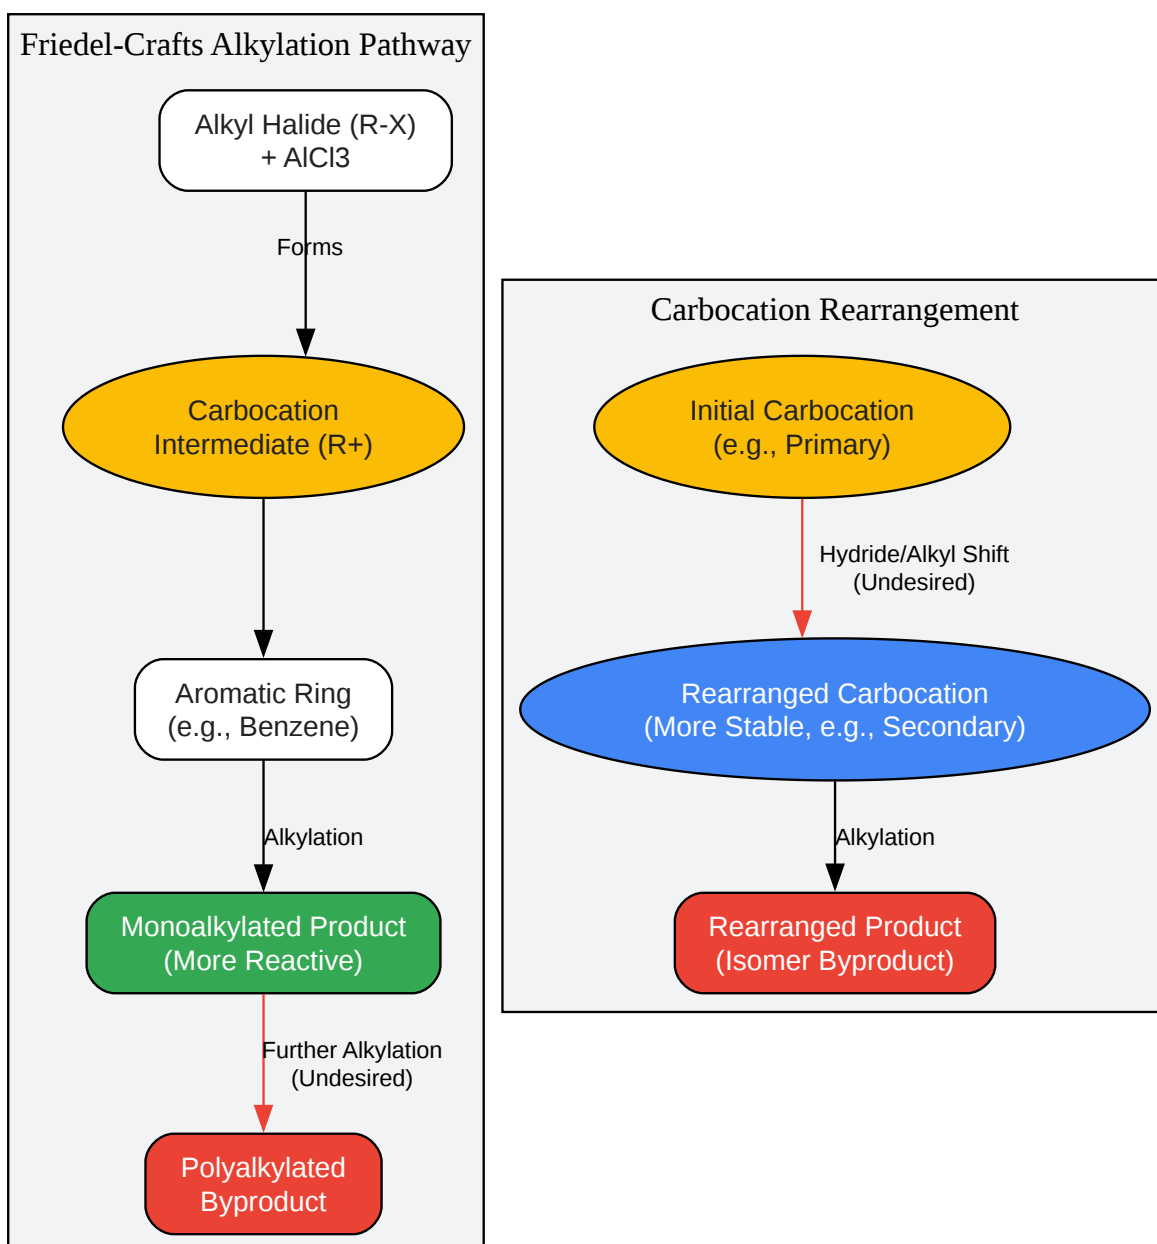 Friedel-Crafts Alkylation Pathway
Alkyl Halide (R-X)
+ AlCl3
Forms
Carbocation
Intermediate (R+)
Aromatic Ring
(e.g., Benzene)
Alkylation
Monoalkylated Product
(More Reactive)
Further Alkylation
(Undesired)
Polyalkylated
Byproduct
Carbocation Rearrangement
Initial Carbocation
(e.g., Primary)
Hydride/Alkyl Shift
(Undesired)
Rearranged Carbocation
(More Stable, e.g., Secondary)
Alkylation
Rearranged Product
(Isomer Byproduct)